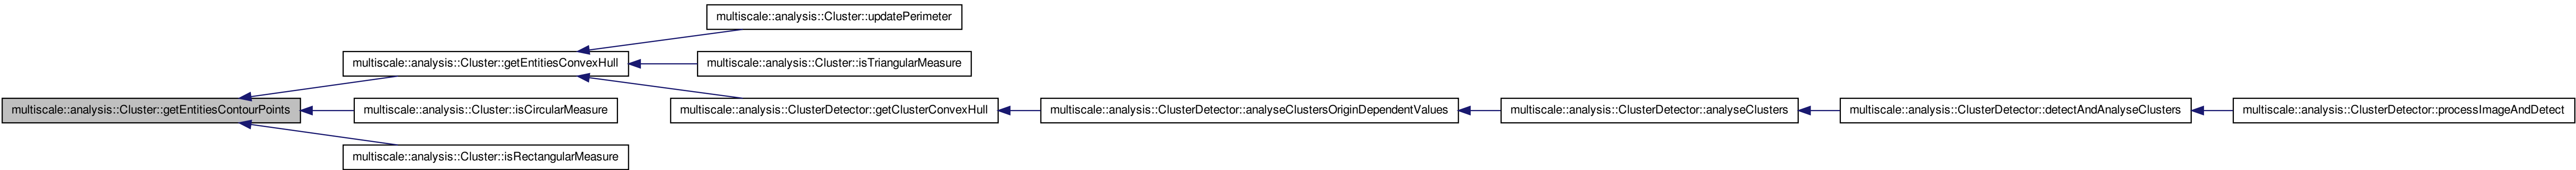 multiscale::analysis::Cluster::updatePerimeter
multiscale::analysis::Cluster::getEntitiesConvexHull
multiscale::analysis::Cluster::isTriangularMeasure
multiscale::analysis::Cluster::getEntitiesContourPoints
multiscale::analysis::Cluster::isCircularMeasure
multiscale::analysis::ClusterDetector::getClusterConvexHull
multiscale::analysis::ClusterDetector::analyseClustersOriginDependentValues
multiscale::analysis::ClusterDetector::analyseClusters
multiscale::analysis::ClusterDetector::detectAndAnalyseClusters
multiscale::analysis::ClusterDetector::processImageAndDetect
multiscale::analysis::Cluster::isRectangularMeasure